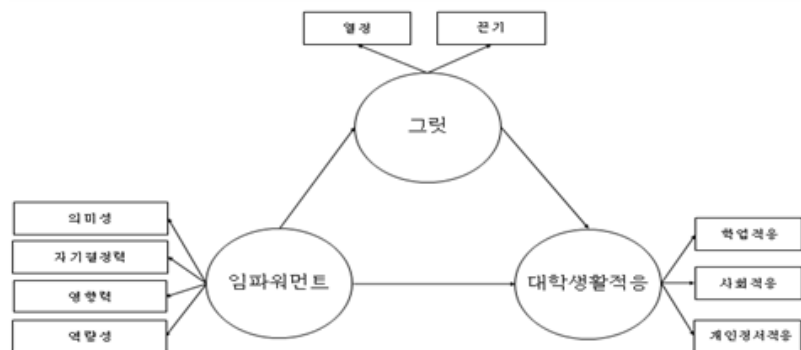 열정
끈기
그릿
의미성
자기결정력
영향력
역량성
임파워먼트
대학생활적응
학업적응
사회적응
개인정서적응